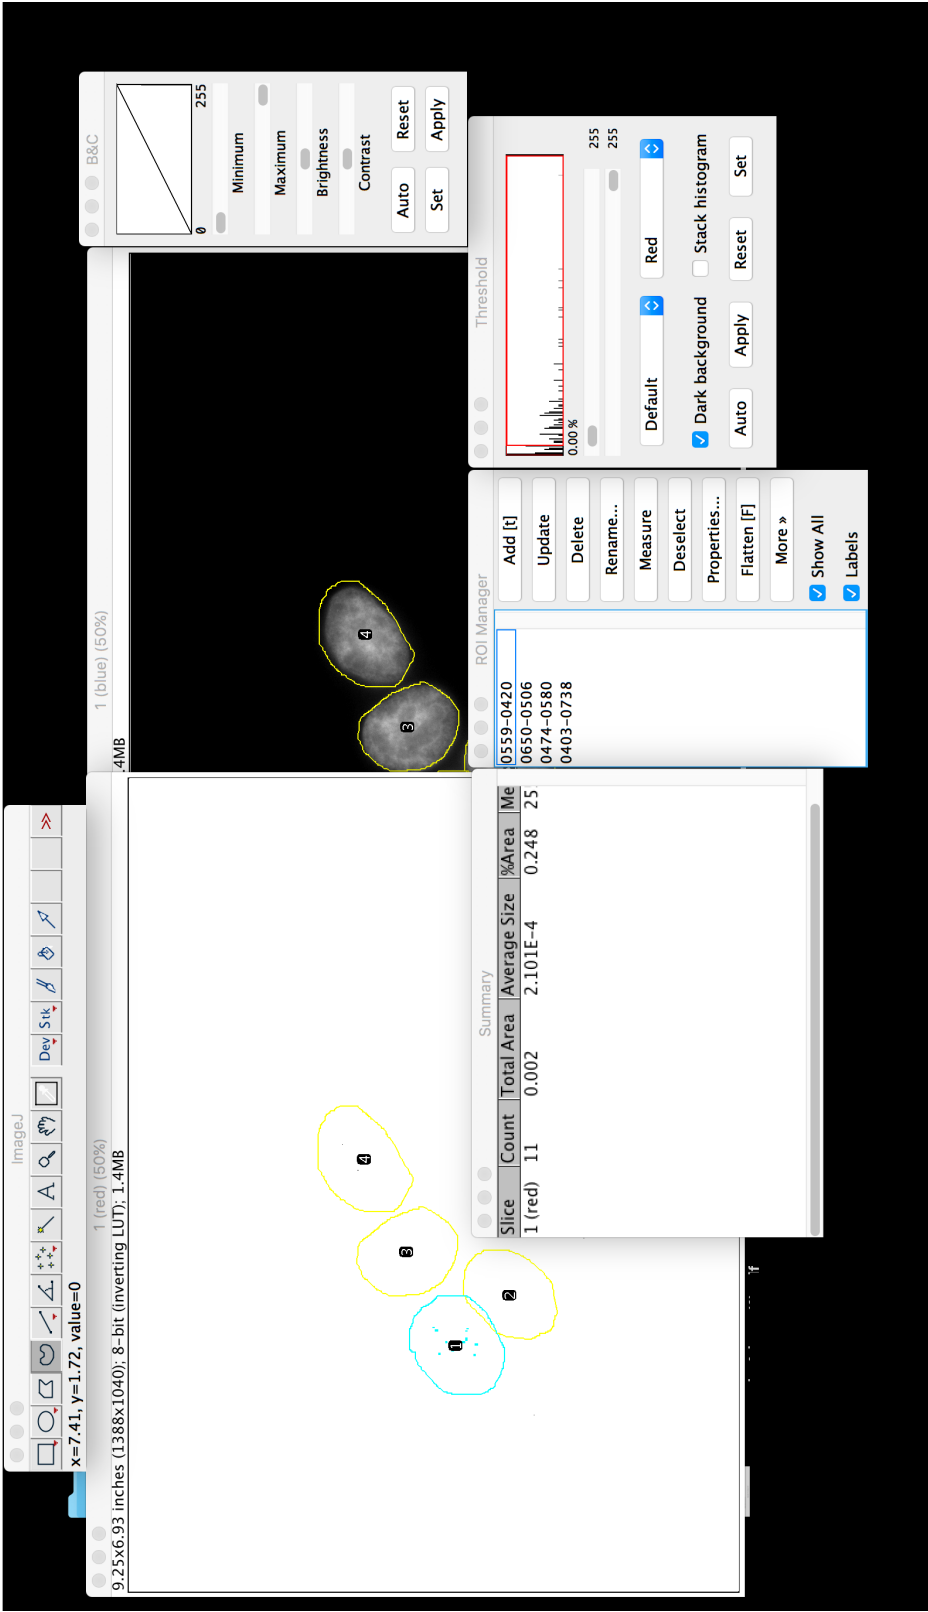 ImageJ
Dev
Stk
A
>>
x=7.41, y=1.72, value=0
1 (red) (50%)
9.25x6.93 inches (1388x1040); 8-bit (inverting LUT); 1.4MB
4
3
2
1
1 (blue) (50%)
.4MB
4
3
B&C
0
255
Minimum
Maximum
Brightness
Contrast
Auto
Reset
Set
Apply
Summary
Slice Count Total Area Average Size %Area Me
1 (red) 11 0.002 2.101E-4 0.248 25
ROI Manager
0559-0420
0650-0506
0474-0580
0403-0738
Add [t]
Update
Delete
Rename...
Measure
Deselect
Properties...
Flatten [F]
More »
Show All
Labels
Threshold
0.00 %
255
255
Default
Red
Dark background
Stack histogram
Auto
Apply
Reset
Set